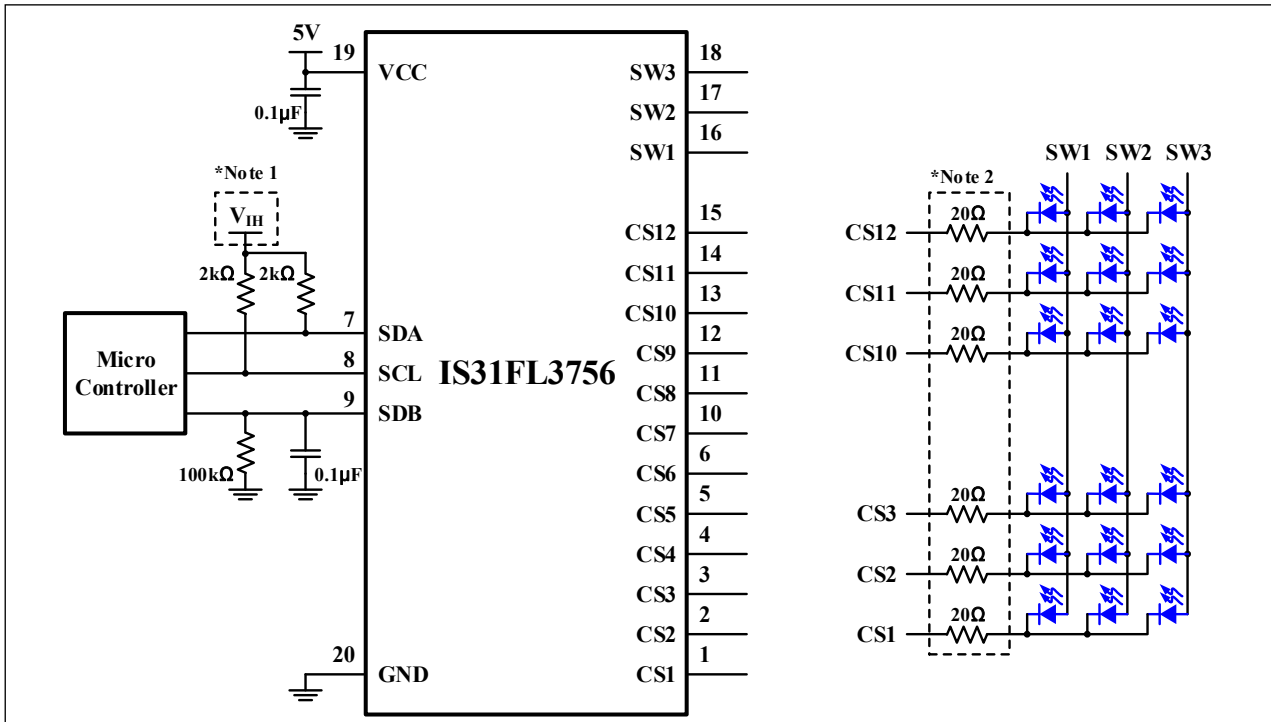 5V
19
VCC
0.1μF
*Note 1
VIH
2kΩ
2kΩ
Micro
Controller
7
SDA
8
SCL
9
SDB
100kΩ
0.1μF
20
GND
IS31FL3756
18
SW3
17
SW2
16
SW1
15
CS12
14
CS11
13
CS10
12
CS9
11
CS8
10
CS7
6
CS6
5
CS5
4
CS4
3
CS3
2
CS2
1
CS1
SW1 SW2 SW3
*Note 2
CS12 20Ω
CS11 20Ω
CS10 20Ω
CS3 20Ω
CS2 20Ω
CS1 20Ω